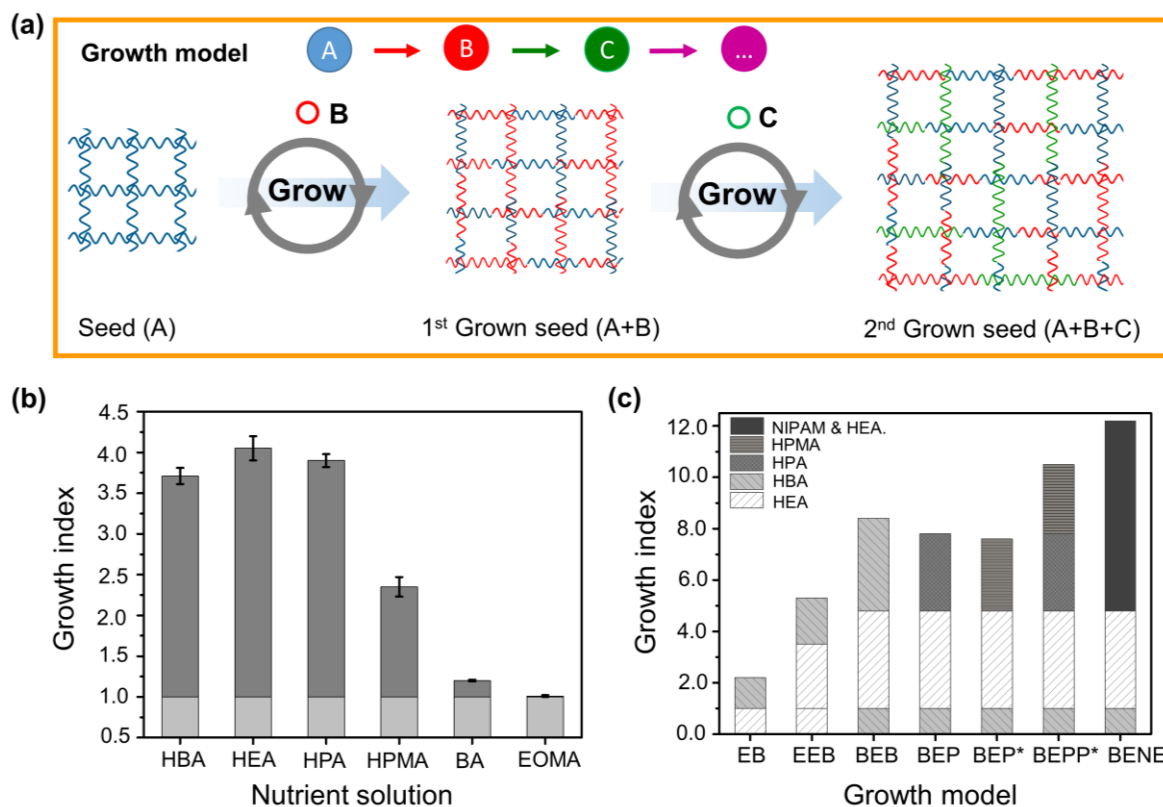 (a)
Growth model A B C ...
B
C
Grow
Grow
Seed (A)
1st Grown seed (A+B)
2nd Grown seed (A+B+C)
(b)
4.5
4.0
3.5
3.0
2.5
2.0
1.5
1.0
0.5
Growth index
HBA HEA HPA HPMA BA EOMA
Nutrient solution
(c)
12.0
10.0
8.0
6.0
4.0
2.0
0.0
Growth index
NIPAM & HEA.
HPMA
HPA
HBA
HEA
EB EEB BEB BEP BEP* BEPP* BENE
Growth model